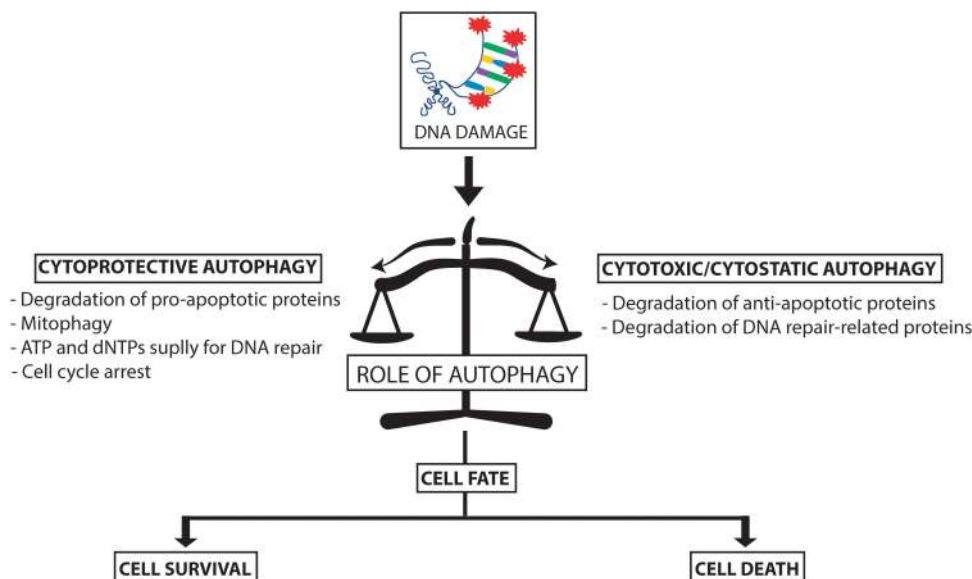 DNA DAMAGE
CYTOPROTECTIVE AUTOPHAGY
- Degradation of pro-apoptotic proteins
- Mitophagy
- ATP and dNTPs suplly for DNA repair
- Cell cycle arrest
CYTOTOXIC/CYTOSTATIC AUTOPHAGY
- Degradation of anti-apoptotic proteins
- Degradation of DNA repair-related proteins
ROLE OF AUTOPHAGY
CELL FATE
CELL SURVIVAL
CELL DEATH